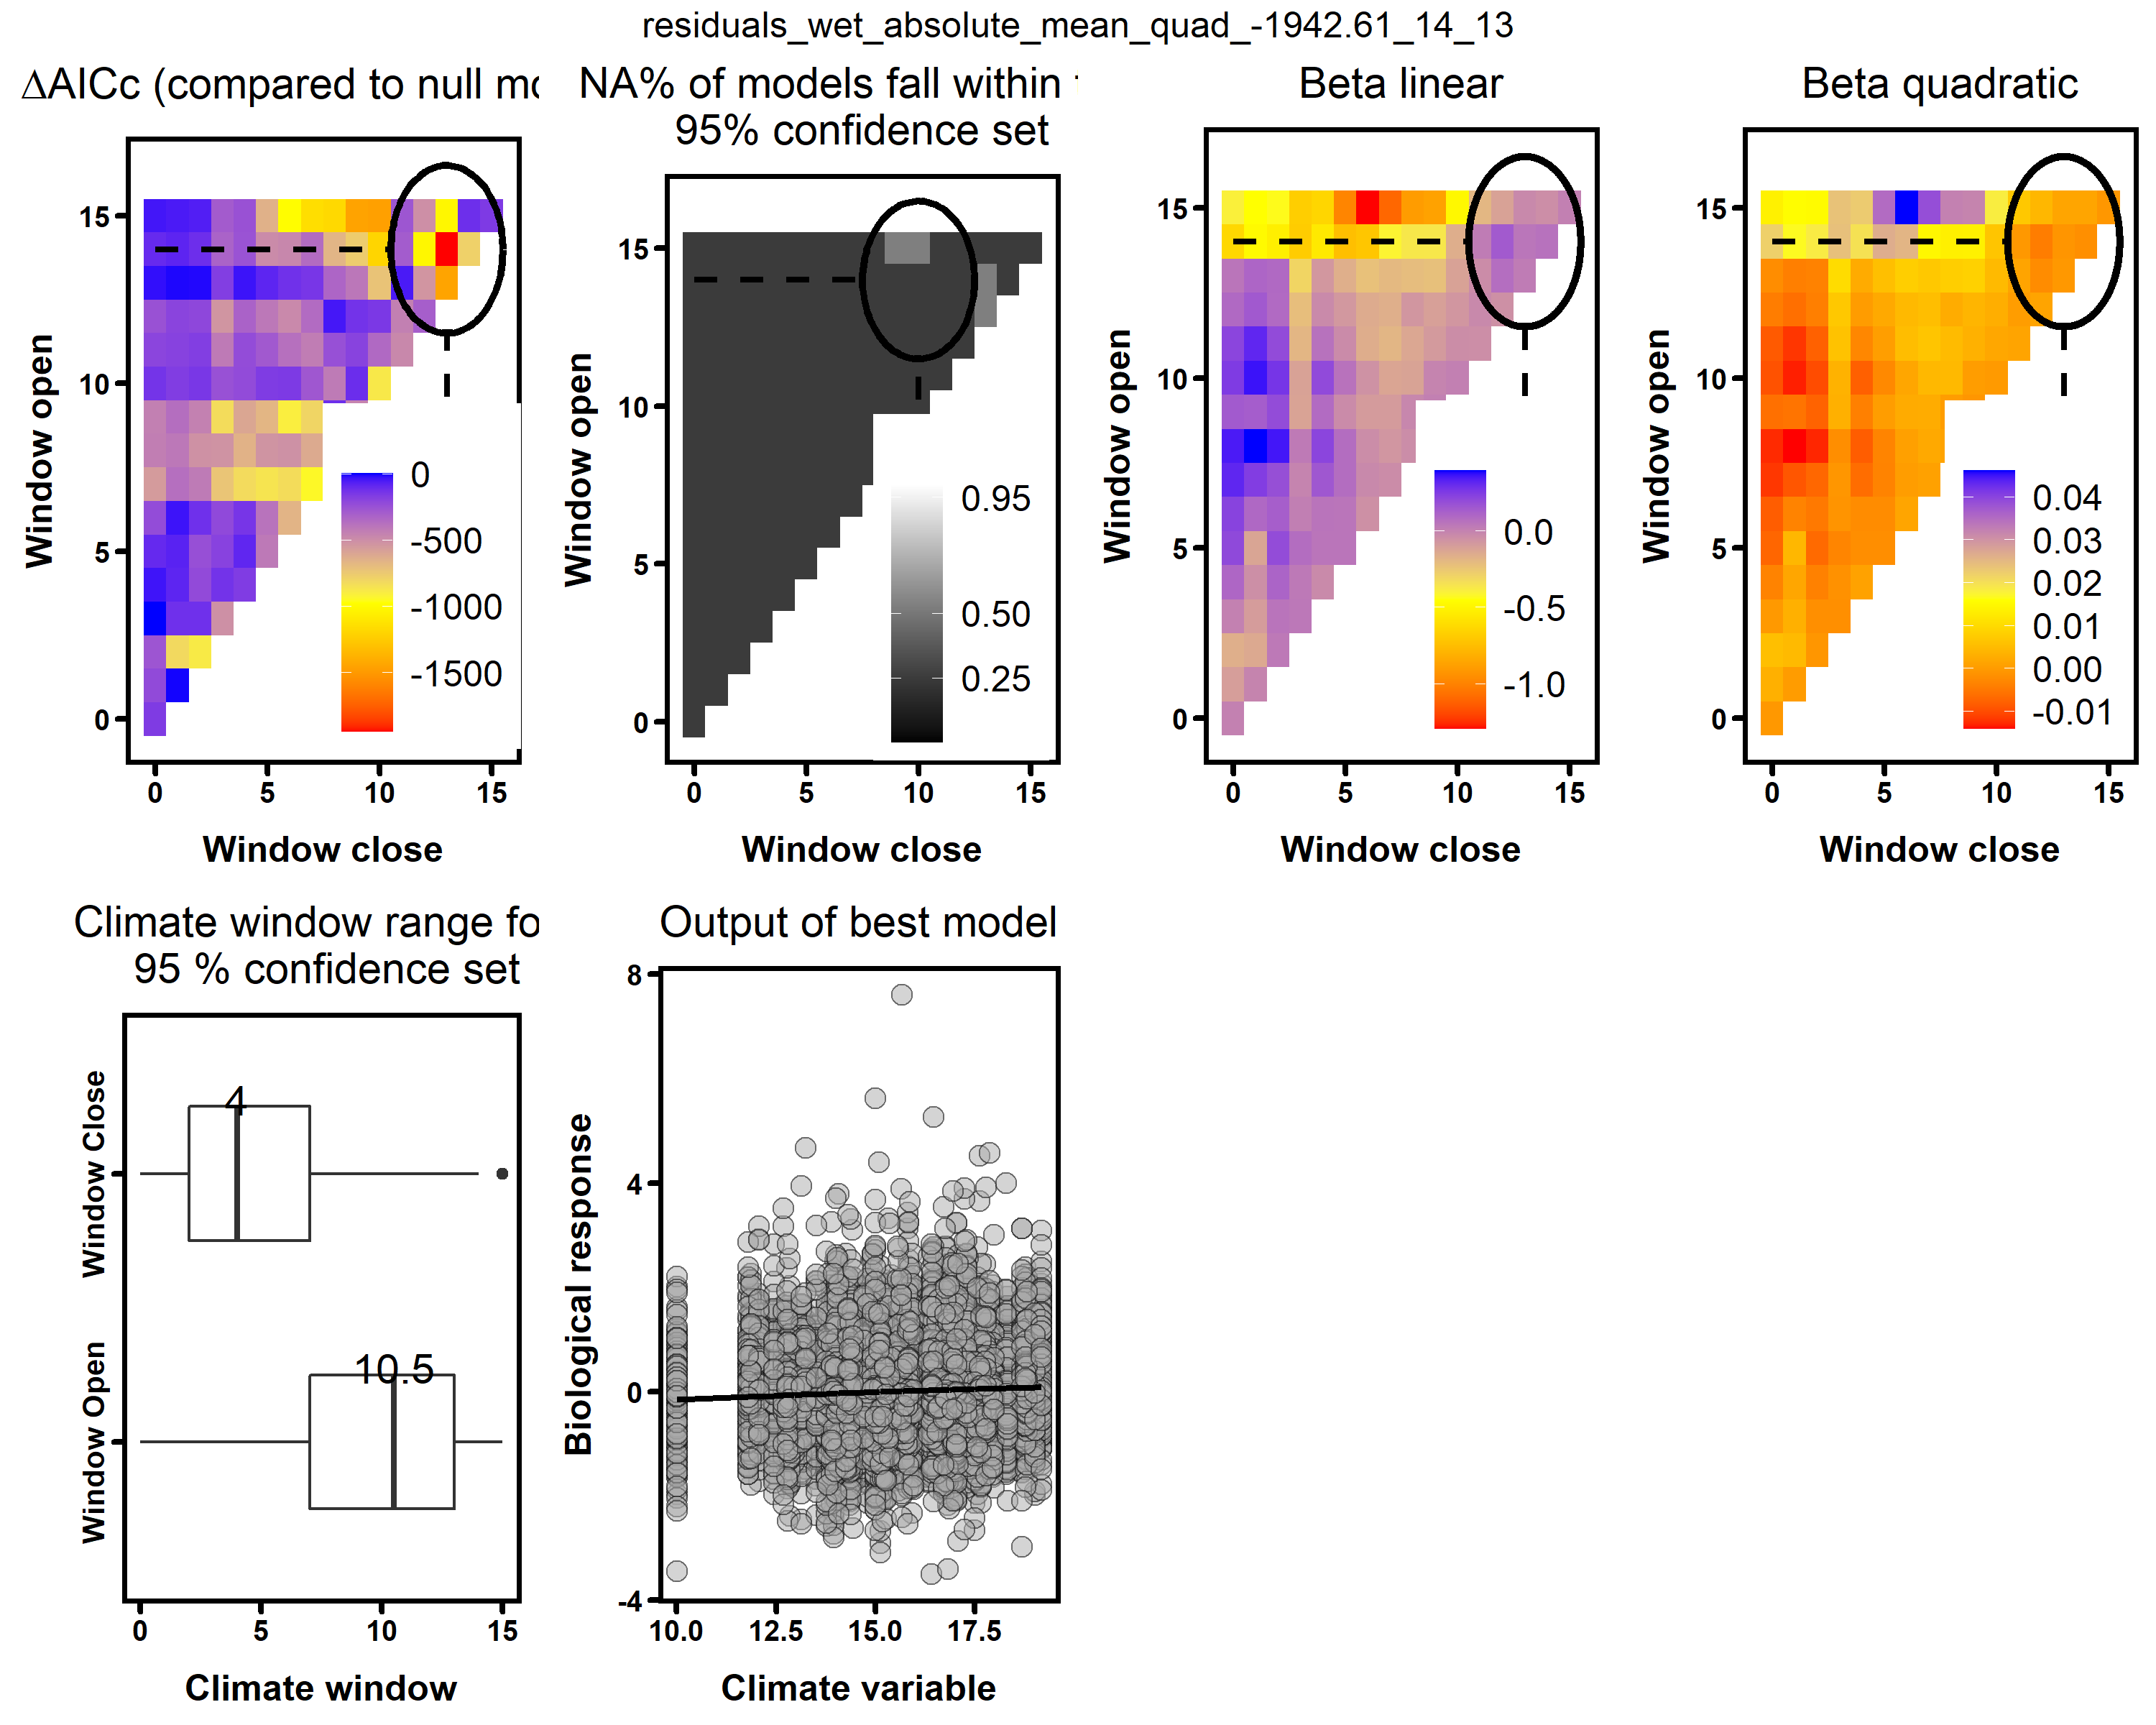 residuals_wet_absolute_mean_quad_-1942.61_14_13
ΔAICc (compared to null mo
Window open
15
10
5
0
0
-500
-1000
-1500
0
5
10
15
Window close
NA% of models fall within
95% confidence set
Window open
15
10
5
0
0.95
0.50
0.25
0
5
10
15
Window close
Beta linear
Window open
15
10
5
0
0.0
-0.5
-1.0
0
5
10
15
Window close
Beta quadratic
Window open
15
10
5
0
0.04
0.03
0.02
0.01
0.00
-0.01
0
5
10
15
Window close
Climate window range fo
95 % confidence set
Window Close
4
Window Open
10.5
0
5
10
15
Climate window
Output of best model
Biological response
8
4
0
-4
10.0
12.5
15.0
17.5
Climate variable